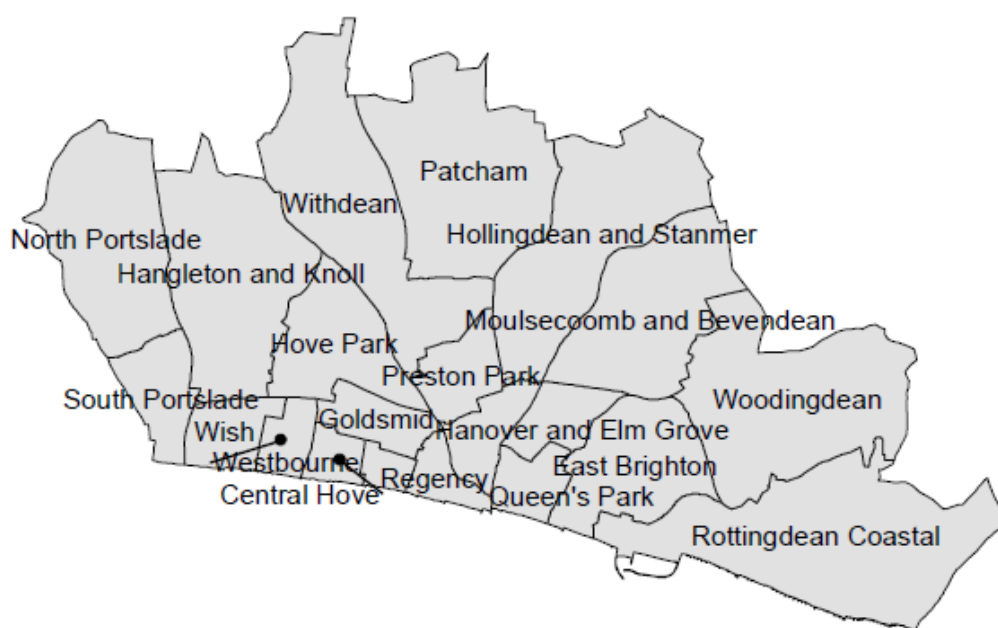 Patcham
Withdean
North Portslade
Hollingdean and Stanmer
Hangleton and Knoll
Moulsecoomb and Bevendean
Hove Park
Preston Park
South Portslade
Woodingdean
Goldsmid
Wish
Hanover and Elm Grove
Westbourne
East Brighton
Regency
Central Hove
Queen's Park
Rottingdean Coastal